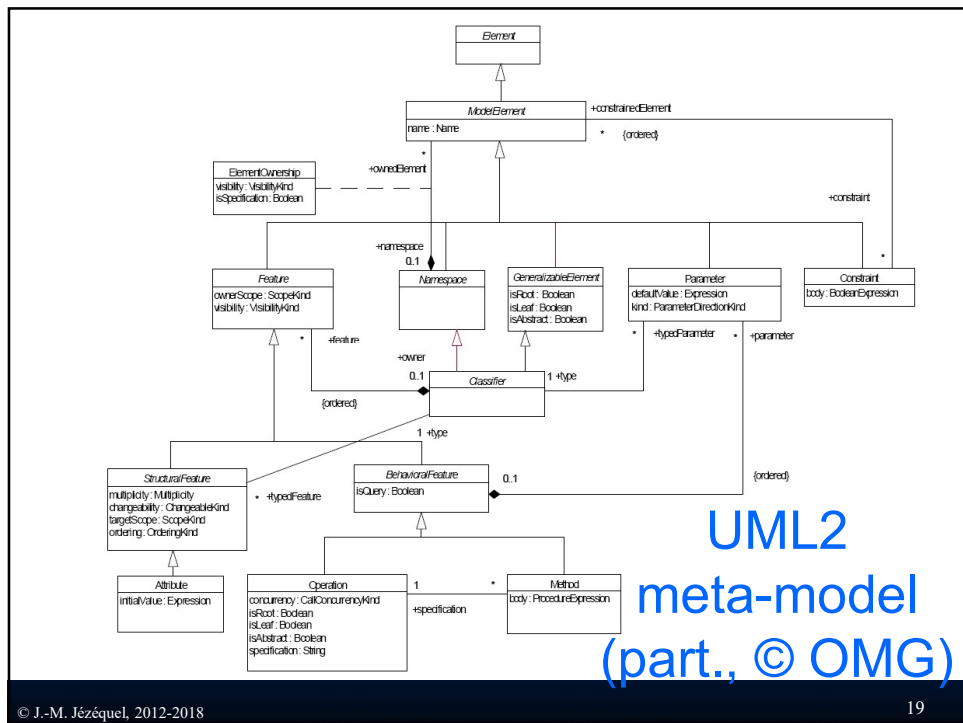 Element
ModelElement
name : Name
+constrainedElement
*
{ordered}
*
+ownedElement
ElementOwnership
visibility : VisibilityKind
isSpecification : Boolean
+constraint
*
+namespace
0..1
Feature
ownerScope : ScopeKind
visibility : VisibilityKind
Namespace
GeneralizableElement
isRoot : Boolean
isLeaf : Boolean
isAbstract : Boolean
Parameter
defaultValue : Expression
kind : ParameterDirectionKind
Constraint
body : BooleanExpression
*
+feature
+owner
0..1
{ordered}
Classifier
1 +type
*
+typedParameter
*
+parameter
1 +type
StructuralFeature
multiplicity : Multiplicity
changeability : ChangeableKind
targetScope : ScopeKind
ordering : OrderingKind
* +typedFeature
BehavioralFeature
isQuery : Boolean
0..1
{ordered}
Attribute
initialValue : Expression
Operation
concurrency : CallConcurrencyKind
isRoot : Boolean
isLeaf : Boolean
isAbstract : Boolean
specification : String
1
+specification
*
Method
body : ProcedureExpression
UML2
meta-model
(part., © OMG)
© J.-M. Jézéquel, 2012-2018
19